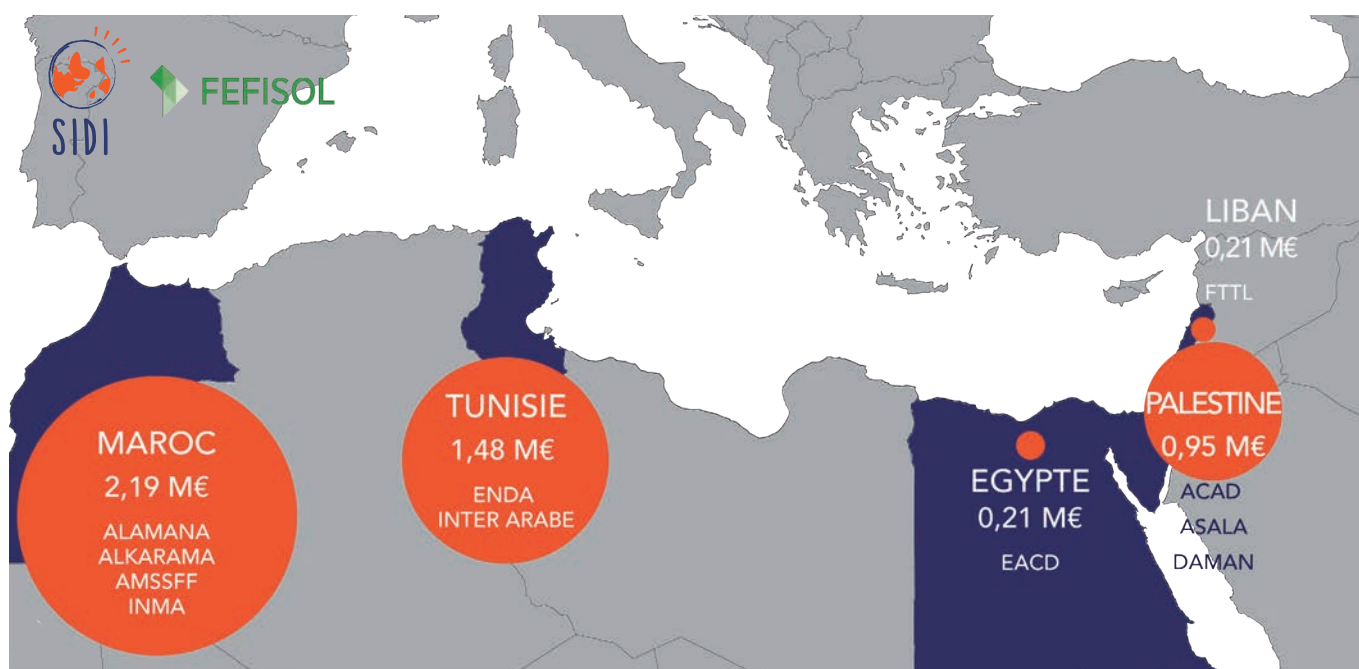 SIDI
FEFISOL
MAROC
2,19 M€
ALAMANA
ALKARAMA
AMSSFF
INMA
TUNISIE
1,48 M€
ENDA
INTER ARABE
EGYPTE
0,21 M€
EACD
LIBAN
0,21 M€
FTTL
PALESTINE
0,95 M€
ACAD
ASALA
DAMAN